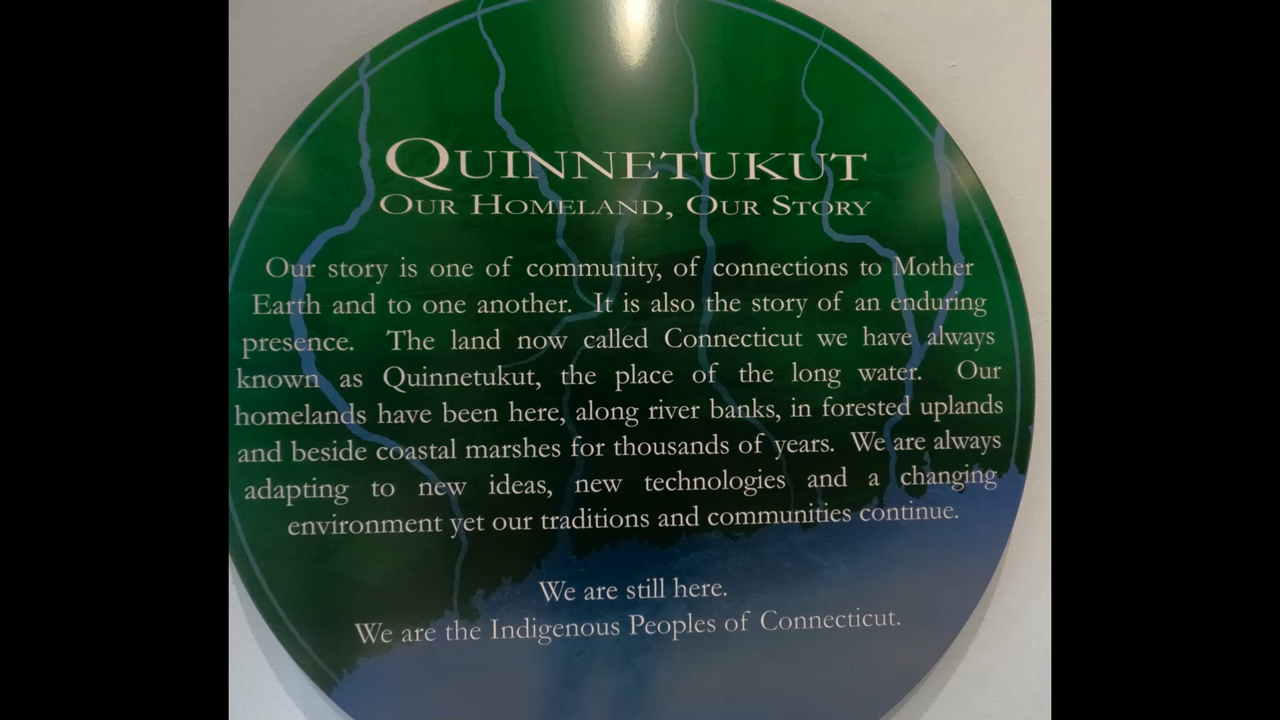 QUINNETUKUT
OUR HOMELAND, OUR STORY
Our story is one of community, of connections to Mother
Earth and to one another. It is also the story of an enduring
presence. The land now called Connecticut we have always
known as Quinnetukut, the place of the long water. Our
homelands have been here, along river banks, in forested uplands
and beside coastal marshes for thousands of years. We are always
adapting to new ideas, new technologies and a changing
environment yet our traditions and communities continue.
We are still here.
We are the Indigenous Peoples of Connecticut.